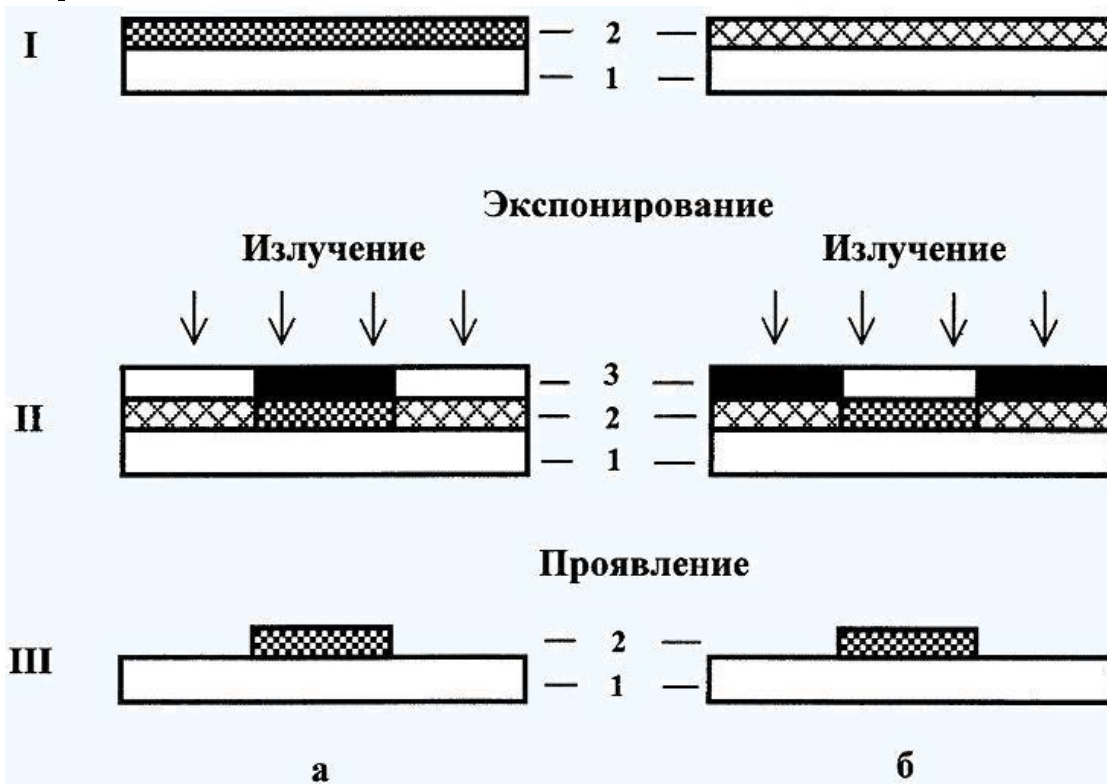 I — 2 —
— 1 —
Экспонирование
Излучение Излучение
— 3 —
II — 2 —
— 1 —
Проявление
— 2 —
III — 1 —
а б